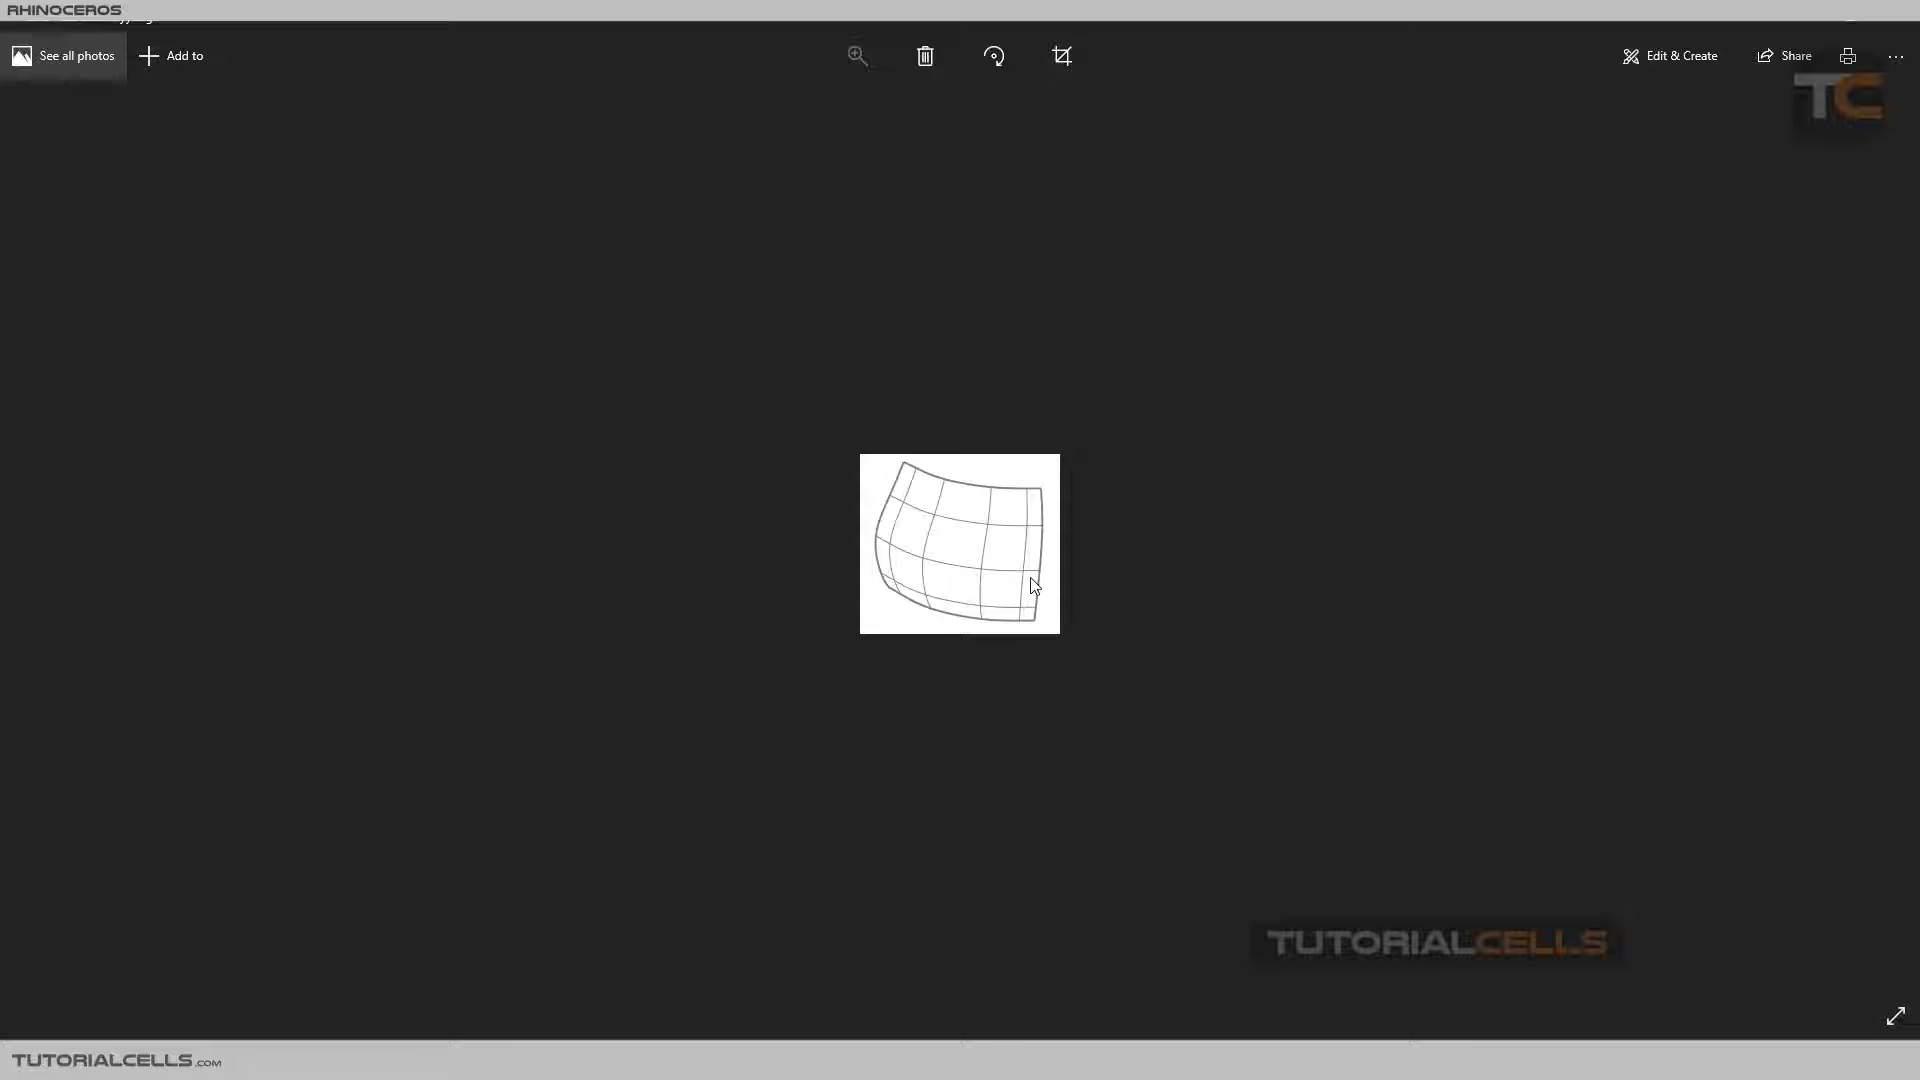 RHINOCEROS
See all photos
Add to
Edit & Create
Share
TC
TUTORIALCELLS
TUTORIALCELLS.COM